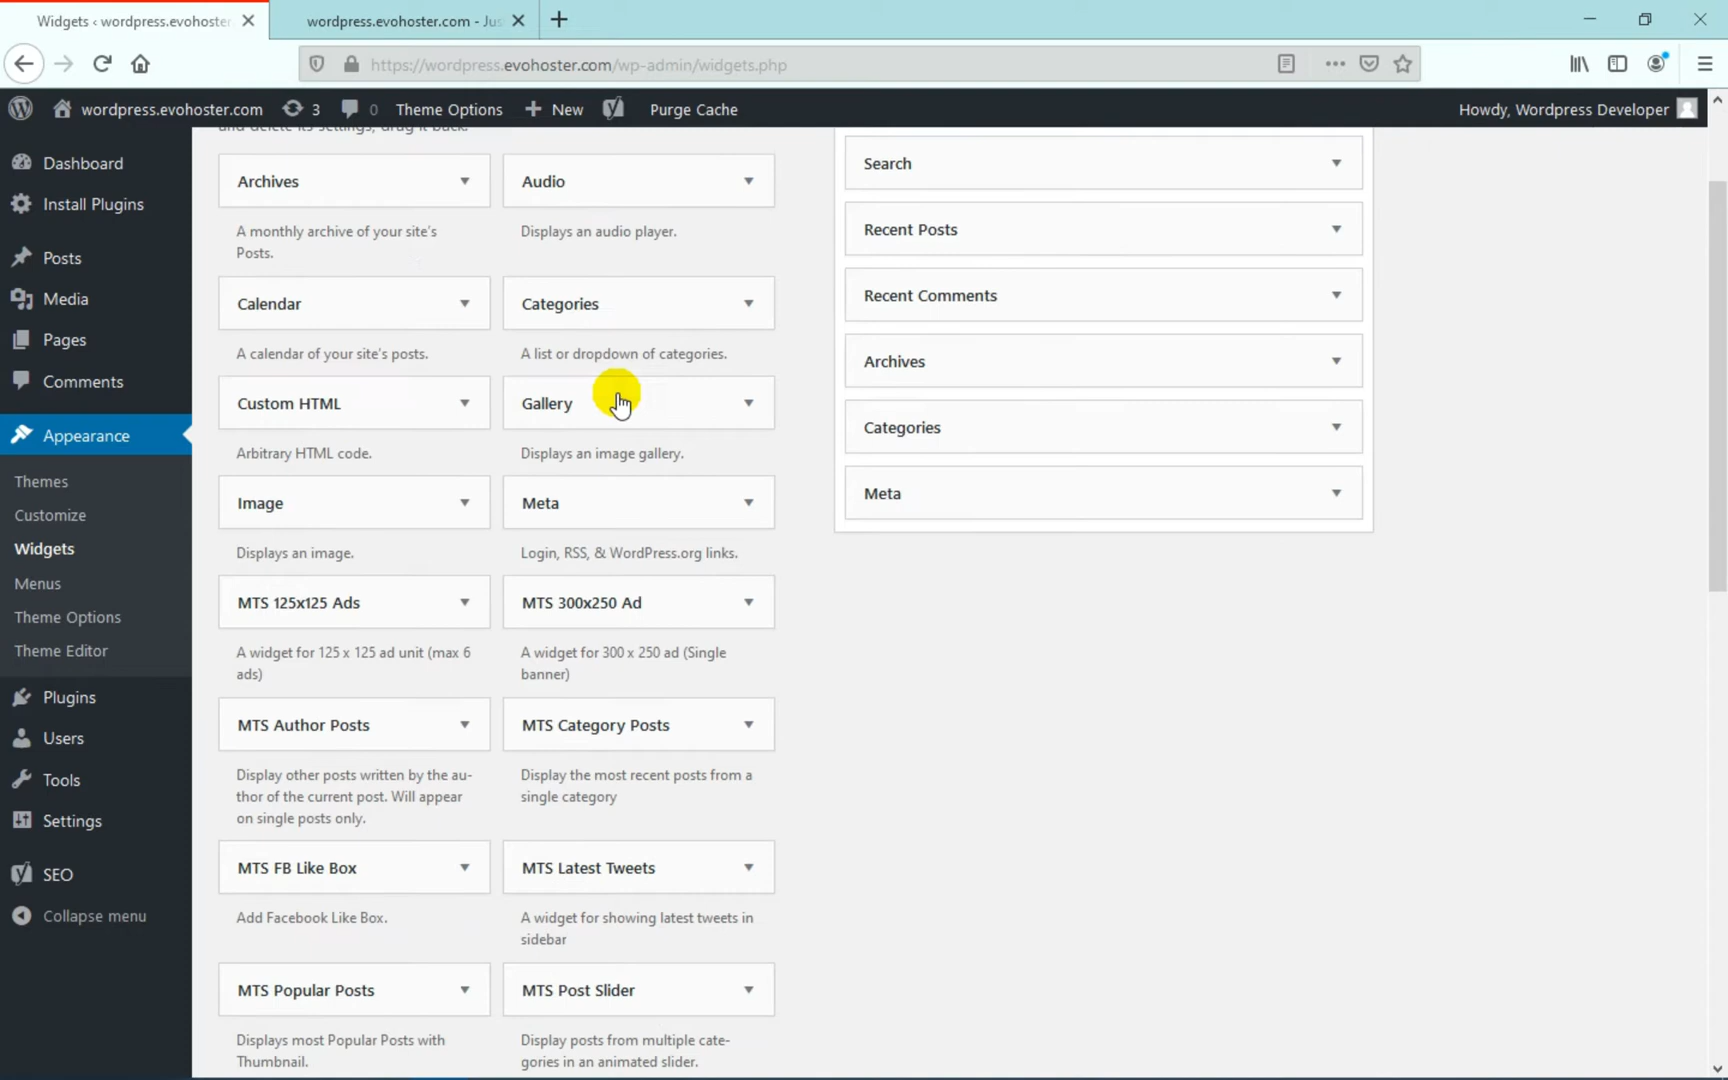 Widgets ‹ wordpress.evohoster
wordpress.evohoster.com - Jus
https://wordpress.evohoster.com/wp-admin/widgets.php
wordpress.evohoster.com 3 0 Theme Options New Purge Cache Howdy, Wordpress Developer
Dashboard
Install Plugins
Posts
Media
Pages
Comments
Appearance
Themes
Customize
Widgets
Menus
Theme Options
Theme Editor
Plugins
Users
Tools
Settings
SEO
Collapse menu
and delete its settings, drag it back.
Archives
A monthly archive of your site's
Posts.
Audio
Displays an audio player.
Calendar
A calendar of your site's posts.
Categories
A list or dropdown of categories.
Custom HTML
Arbitrary HTML code.
Gallery
Displays an image gallery.
Image
Displays an image.
Meta
Login, RSS, & WordPress.org links.
MTS 125x125 Ads
A widget for 125 x 125 ad unit (max 6
ads)
MTS 300x250 Ad
A widget for 300 x 250 ad (Single
banner)
MTS Author Posts
Display other posts written by the au-
thor of the current post. Will appear
on single posts only.
MTS Category Posts
Display the most recent posts from a
single category
MTS FB Like Box
Add Facebook Like Box.
MTS Latest Tweets
A widget for showing latest tweets in
sidebar
MTS Popular Posts
Displays most Popular Posts with
Thumbnail.
MTS Post Slider
Display posts from multiple cate-
gories in an animated slider.
Search
Recent Posts
Recent Comments
Archives
Categories
Meta